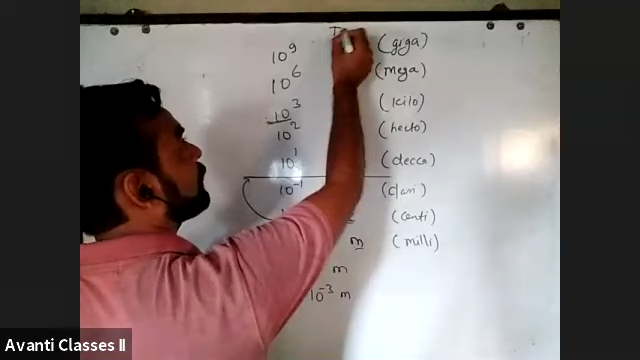 10⁹ (giga)
10⁶ (mega)
10³ (kilo)
10² (hecto)
10¹ (decca)
10⁻¹ (deci)
(centi)
m (milli)
m
10⁻³ m
Avanti Classes II